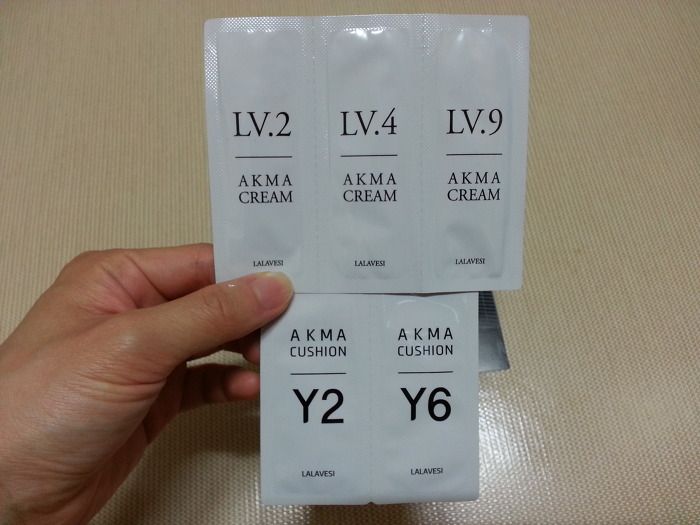 LV.2
AKMA
CREAM
LALAVESI
LV.4
AKMA
CREAM
LALAVESI
LV.9
AKMA
CREAM
LALAVESI
AKMA
CUSHION
Y2
LALAVESI
AKMA
CUSHION
Y6
LALAVESI